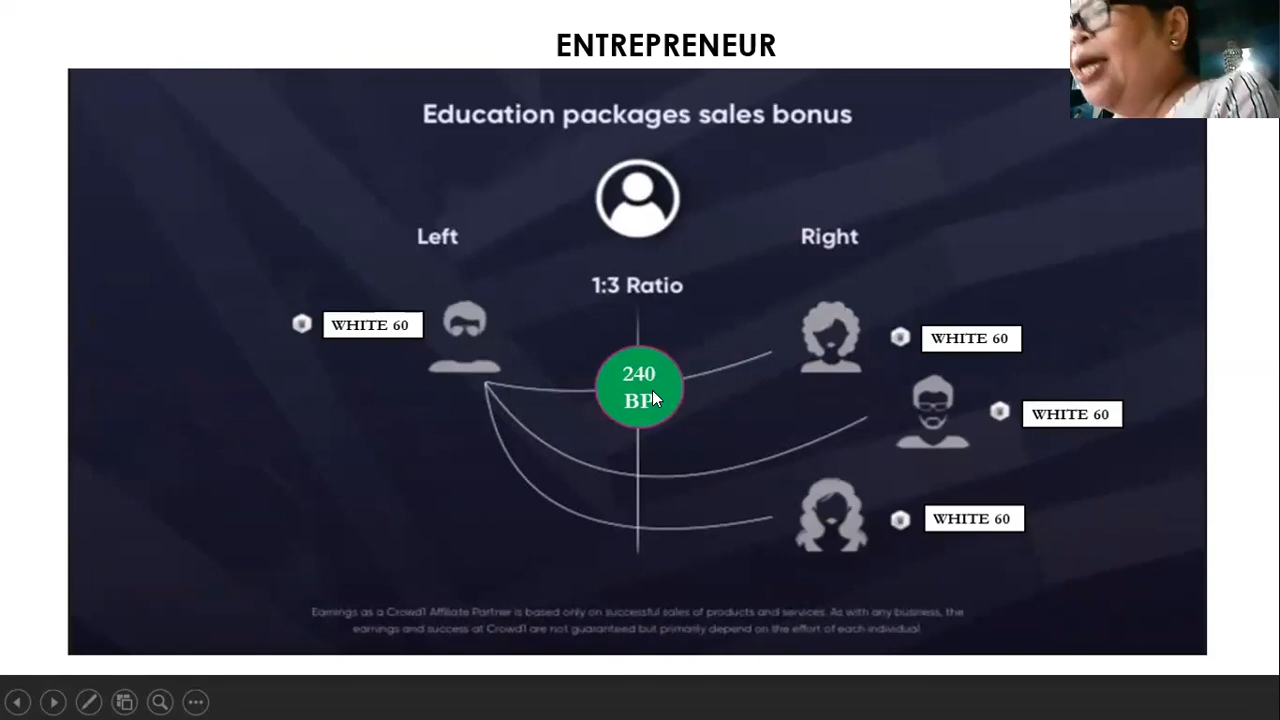 ENTREPRENEUR
Education packages sales bonus
Left
Right
1:3 Ratio
WHITE 60
WHITE 60
240
BP
WHITE 60
WHITE 60
Earnings as a Crowd1 Affiliate Partner is based only on successful sales of products and services. As with any business, the
earnings and success at Crowd1 are not guaranteed but primarily depend on the effort of each individual.